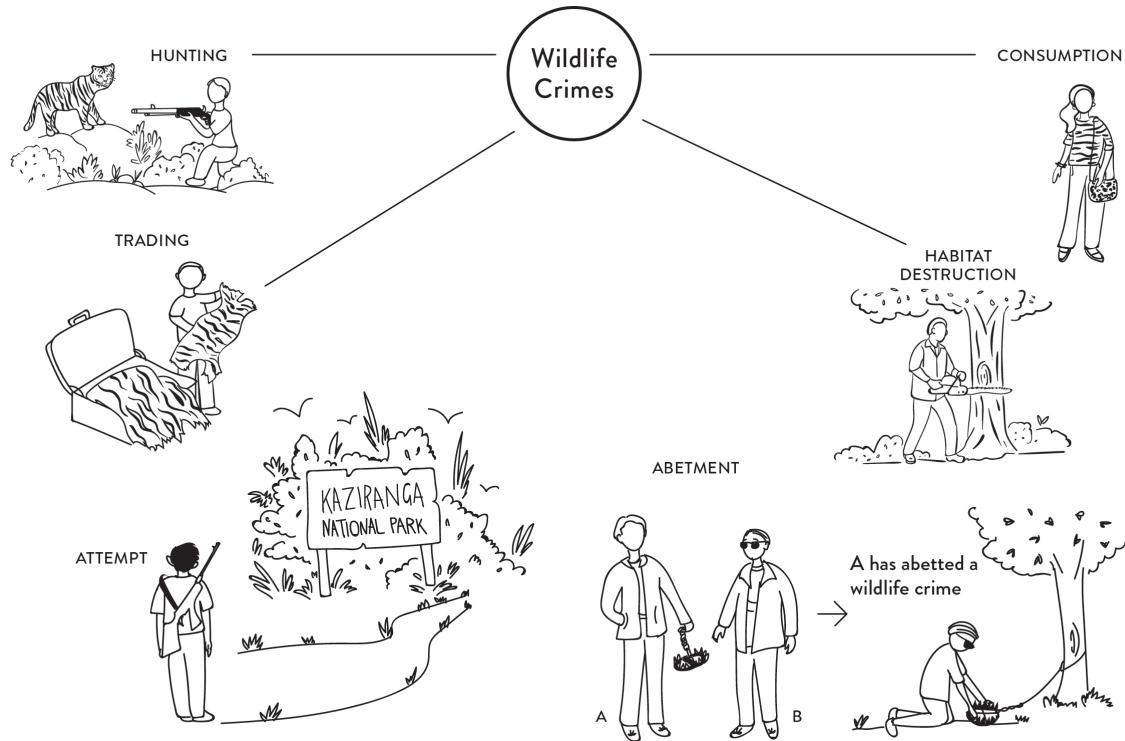 Wildlife
Crimes
HUNTING
CONSUMPTION
TRADING
HABITAT
DESTRUCTION
KAZIRANGA
NATIONAL PARK
ATTEMPT
ABETMENT
A has abetted a
wildlife crime
A
B